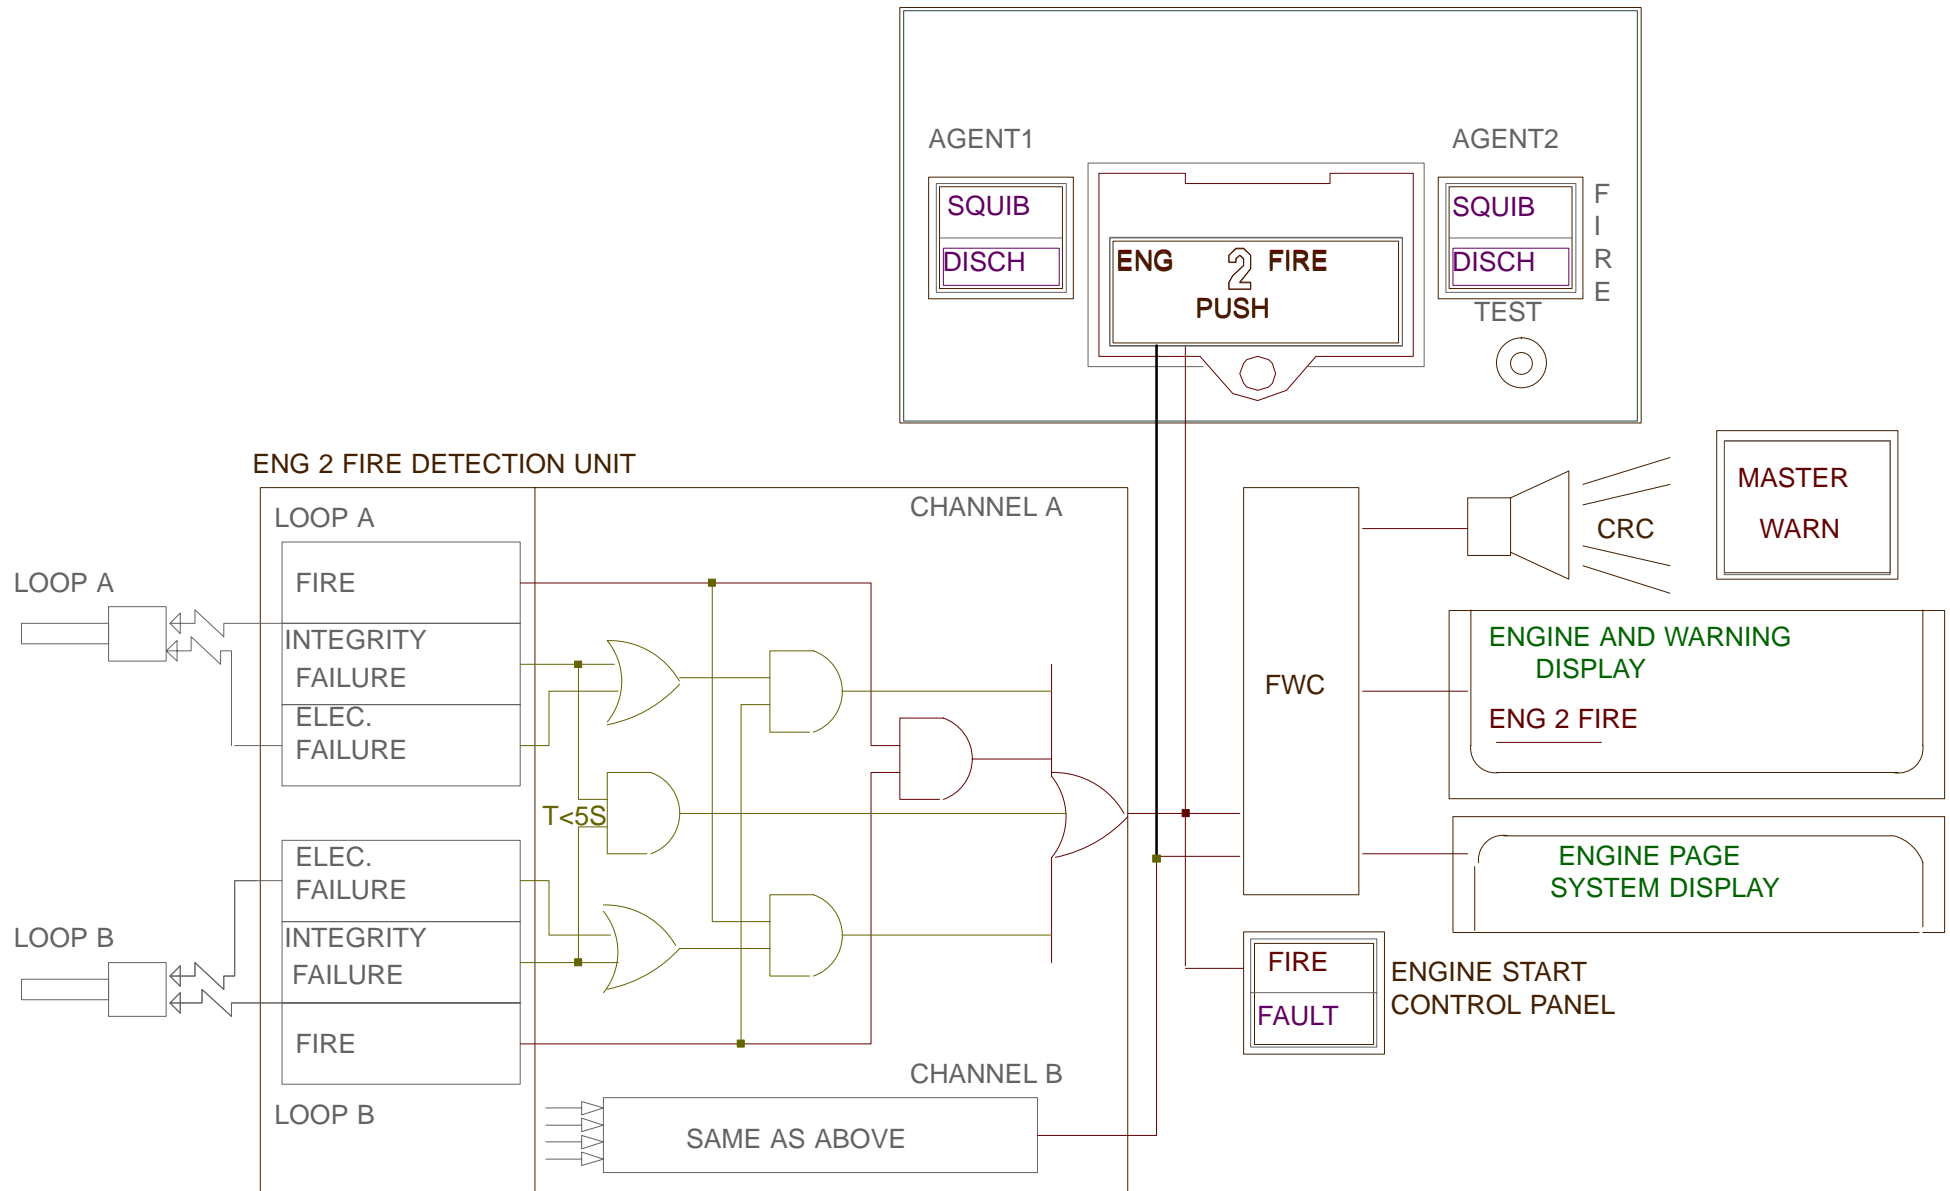 AGENT1
AGENT2
SQUIB
DISCH
ENG 2 FIRE
PUSH
SQUIB
DISCH
FIRE
TEST
ENG 2 FIRE DETECTION UNIT
LOOP A
CHANNEL A
LOOP A
FIRE
INTEGRITY
FAILURE
ELEC.
FAILURE
T<5S
ELEC.
FAILURE
LOOP B
INTEGRITY
FAILURE
FIRE
LOOP B
CHANNEL B
SAME AS ABOVE
FWC
CRC
MASTER
WARN
ENGINE AND WARNING
DISPLAY
ENG 2 FIRE
ENGINE PAGE
SYSTEM DISPLAY
FIRE
FAULT
ENGINE START
CONTROL PANEL